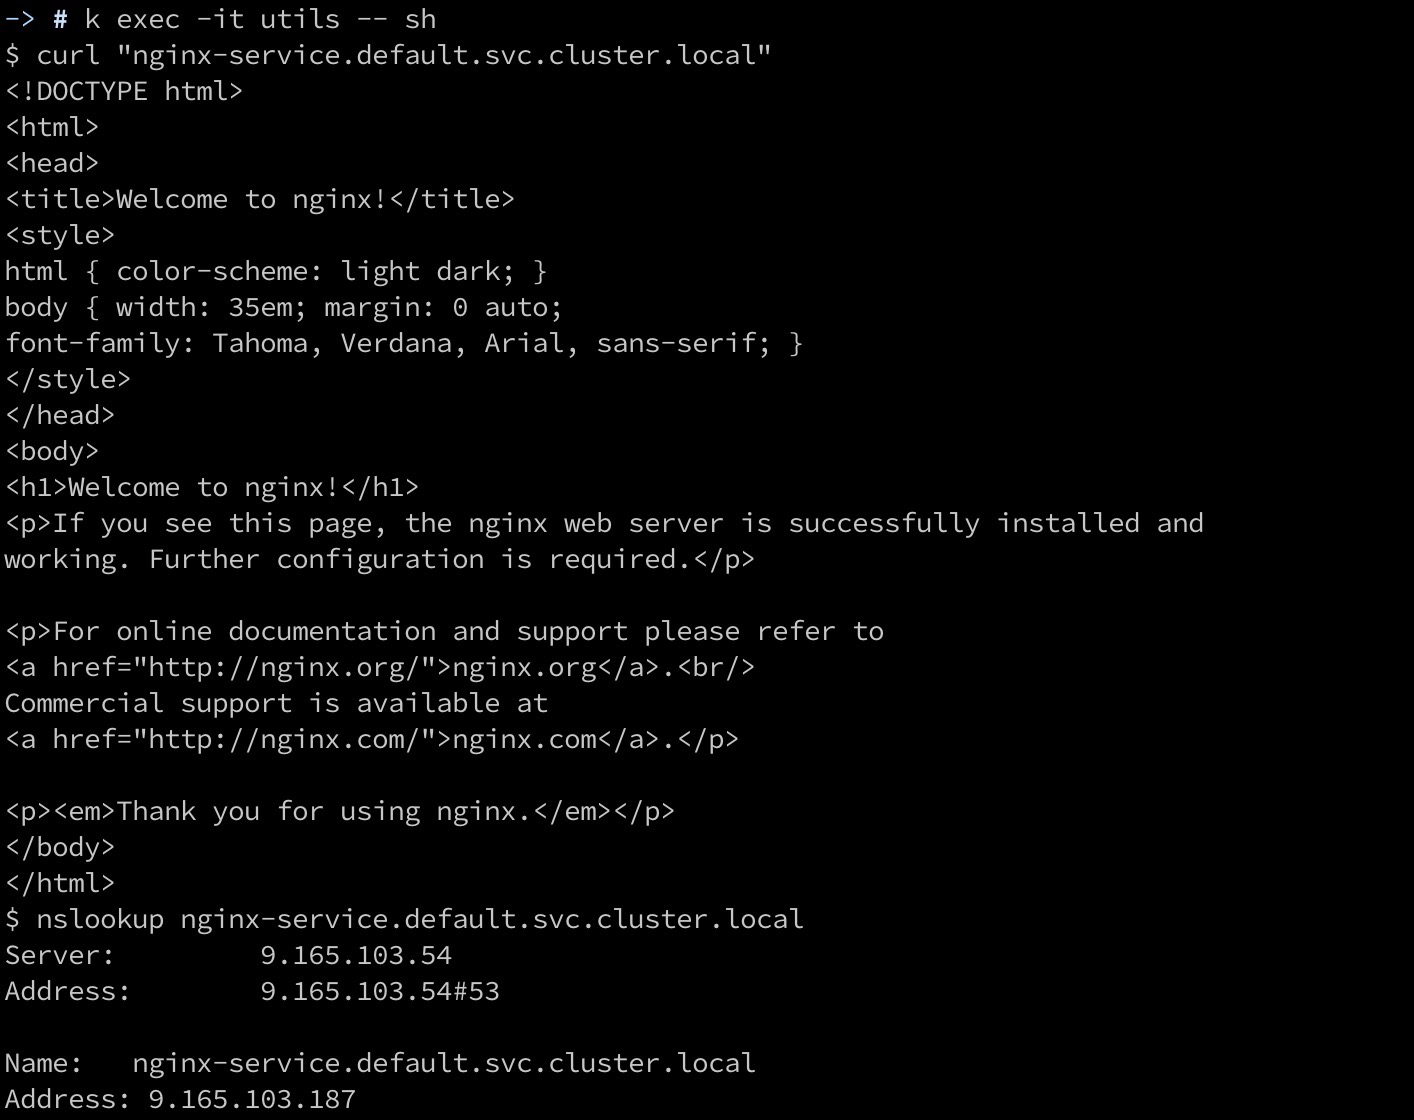 -> # k exec -it utils -- sh
$ curl "nginx-service.default.svc.cluster.local"
<!DOCTYPE html>
<html>
<head>
<title>Welcome to nginx!</title>
<style>
html { color-scheme: light dark; }
body { width: 35em; margin: 0 auto;
font-family: Tahoma, Verdana, Arial, sans-serif; }
</style>
</head>
<body>
<h1>Welcome to nginx!</h1>
<p>If you see this page, the nginx web server is successfully installed and
working. Further configuration is required.</p>

<p>For online documentation and support please refer to
<a href="http://nginx.org/">nginx.org</a>.<br/>
Commercial support is available at
<a href="http://nginx.com/">nginx.com</a>.</p>

<p><em>Thank you for using nginx.</em></p>
</body>
</html>
$ nslookup nginx-service.default.svc.cluster.local
Server:         9.165.103.54
Address:        9.165.103.54#53

Name:   nginx-service.default.svc.cluster.local
Address: 9.165.103.187